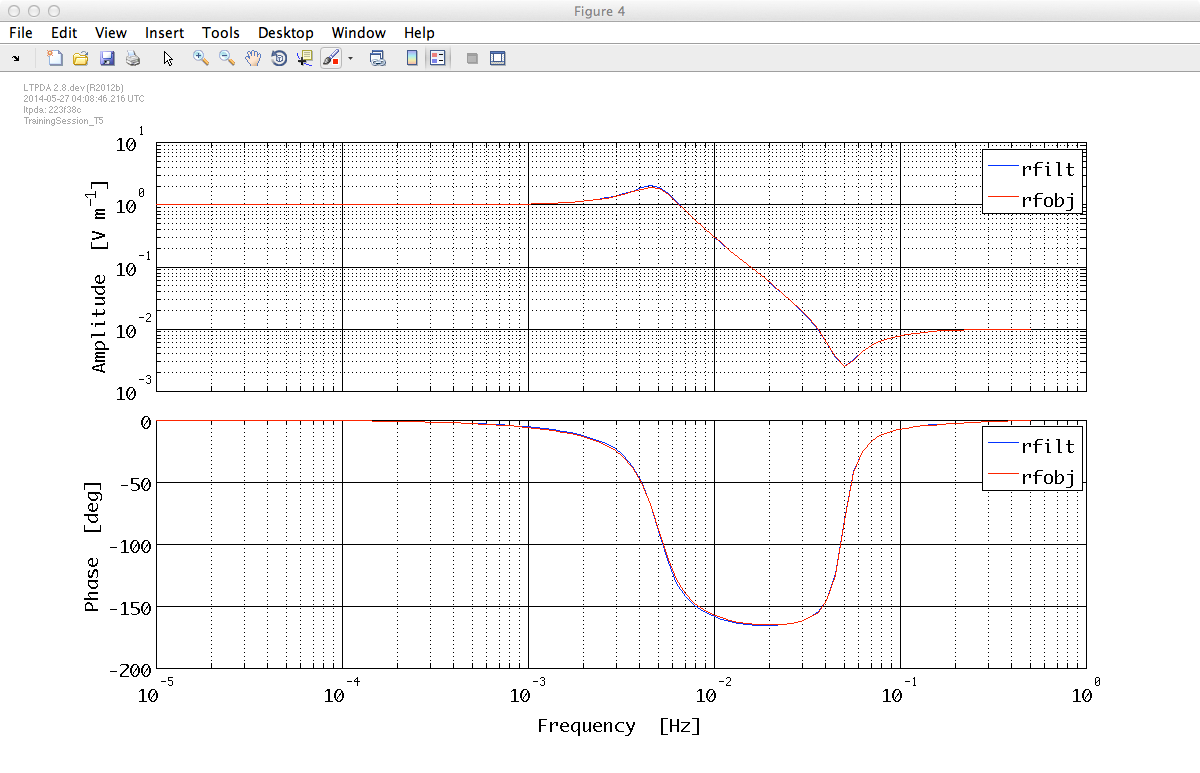 Figure 4
File Edit View Insert Tools Desktop Window Help
LTPDA 2.8.dev (R2012b)
2014-05-27 04:08:46.216 UTC
ltpda: 223f38c
TrainingSession_T5
10^1
10^0
10^-1
10^-2
10^-3
Amplitude [V m^-1]
rfilt
rfobj
0
-50
-100
-150
-200
Phase [deg]
rfilt
rfobj
10^-5 10^-4 10^-3 10^-2 10^-1 10^0
Frequency [Hz]